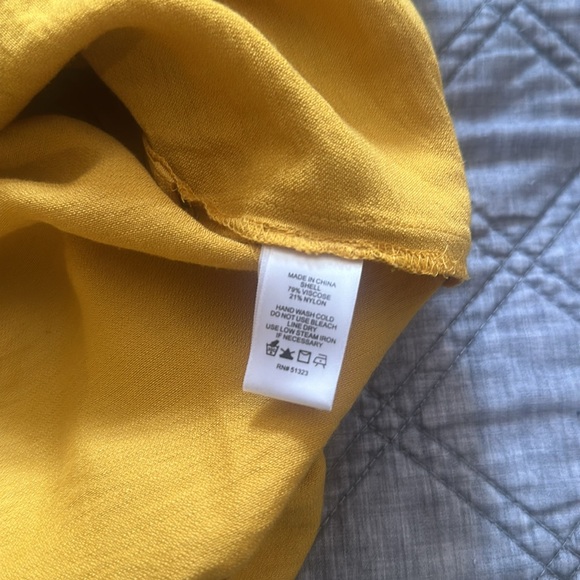 MADE IN CHINA
SHELL
79% VISCOSE
21% NYLON
HAND WASH COLD
DO NOT USE BLEACH
LINE DRY
USE LOW STEAM IRON
IF NECESSARY
RN# 51323